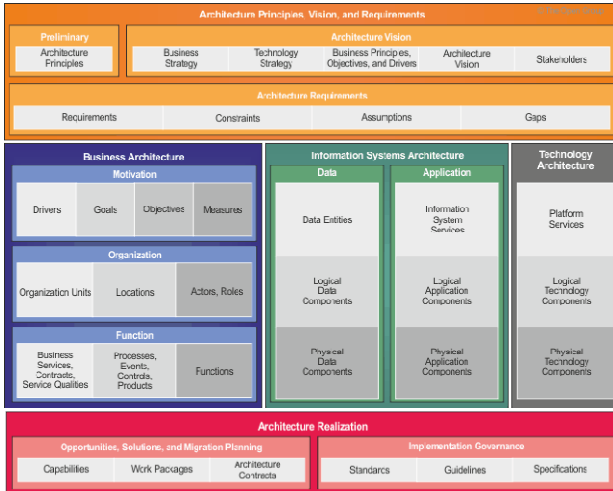 Architecture Principles, Vision, and Requirements
Preliminary
Architecture
Principles
Architecture Vision
Business
Strategy
Technology
Strategy
Business Principles,
Objectives, and Drivers
Architecture
Vision
Stakeholders
Architecture Requirements
Requirements
Constraints
Assumptions
Gaps
Business Architecture
Motivation
Drivers
Goals
Objectives
Measures
Organization
Organization Units
Locations
Actors, Roles
Function
Business
Services,
Contracts,
Service Qualities
Processes,
Events,
Controls,
Products
Functions
Information Systems Architecture
Data
Data Entities
Logical
Data
Components
Physical
Data
Components
Application
Information
System
Services
Logical
Application
Components
Physical
Application
Components
Technology
Architecture
Platform
Services
Logical
Technology
Components
Physical
Technology
Components
Architecture Realization
Opportunities, Solutions, and Migration Planning
Capabilities
Work Packages
Architecture
Contracts
Implementation Governance
Standards
Guidelines
Specifications